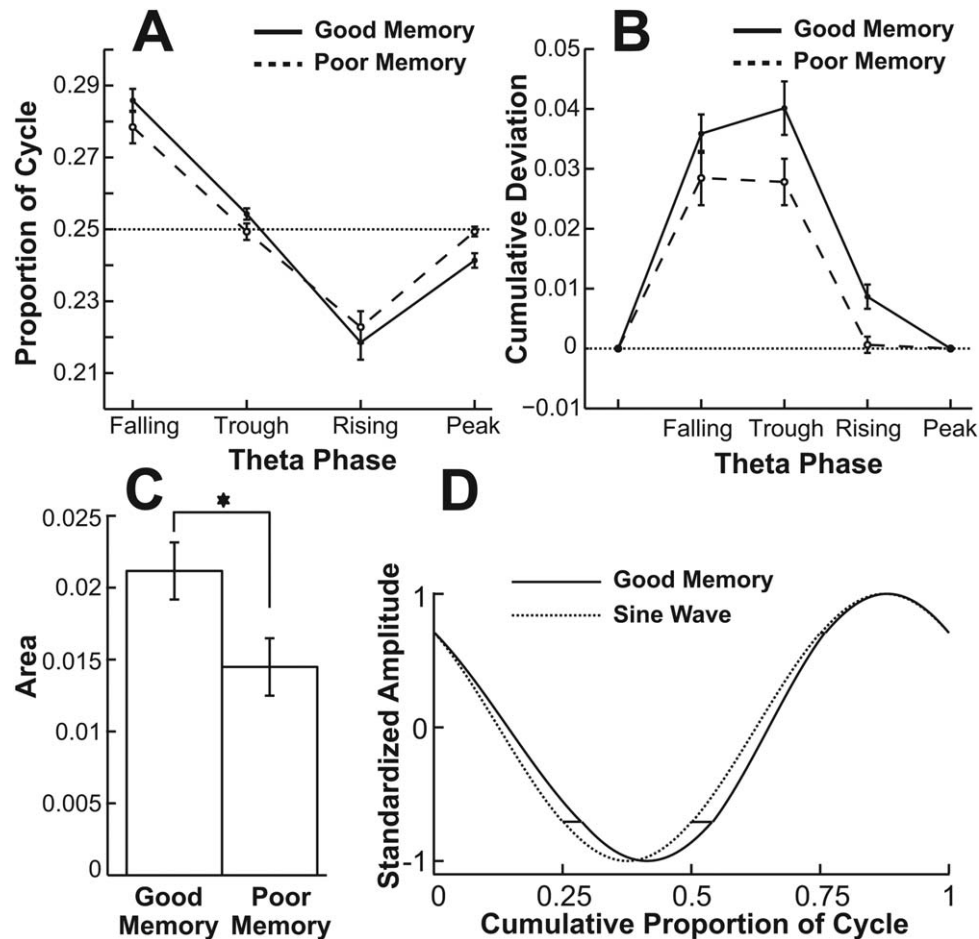 A
Good Memory
Poor Memory
Proportion of Cycle
0.29
0.27
0.25
0.23
0.21
Falling Trough Rising Peak
Theta Phase
B
Good Memory
Poor Memory
Cumulative Deviation
0.05
0.04
0.03
0.02
0.01
0
−0.01
Falling Trough Rising Peak
Theta Phase
C
*
Area
0.025
0.02
0.015
0.01
0.005
0
Good Poor
Memory Memory
D
Good Memory
Sine Wave
Standardized Amplitude
1
0
-1
0 0.25 0.5 0.75 1
Cumulative Proportion of Cycle